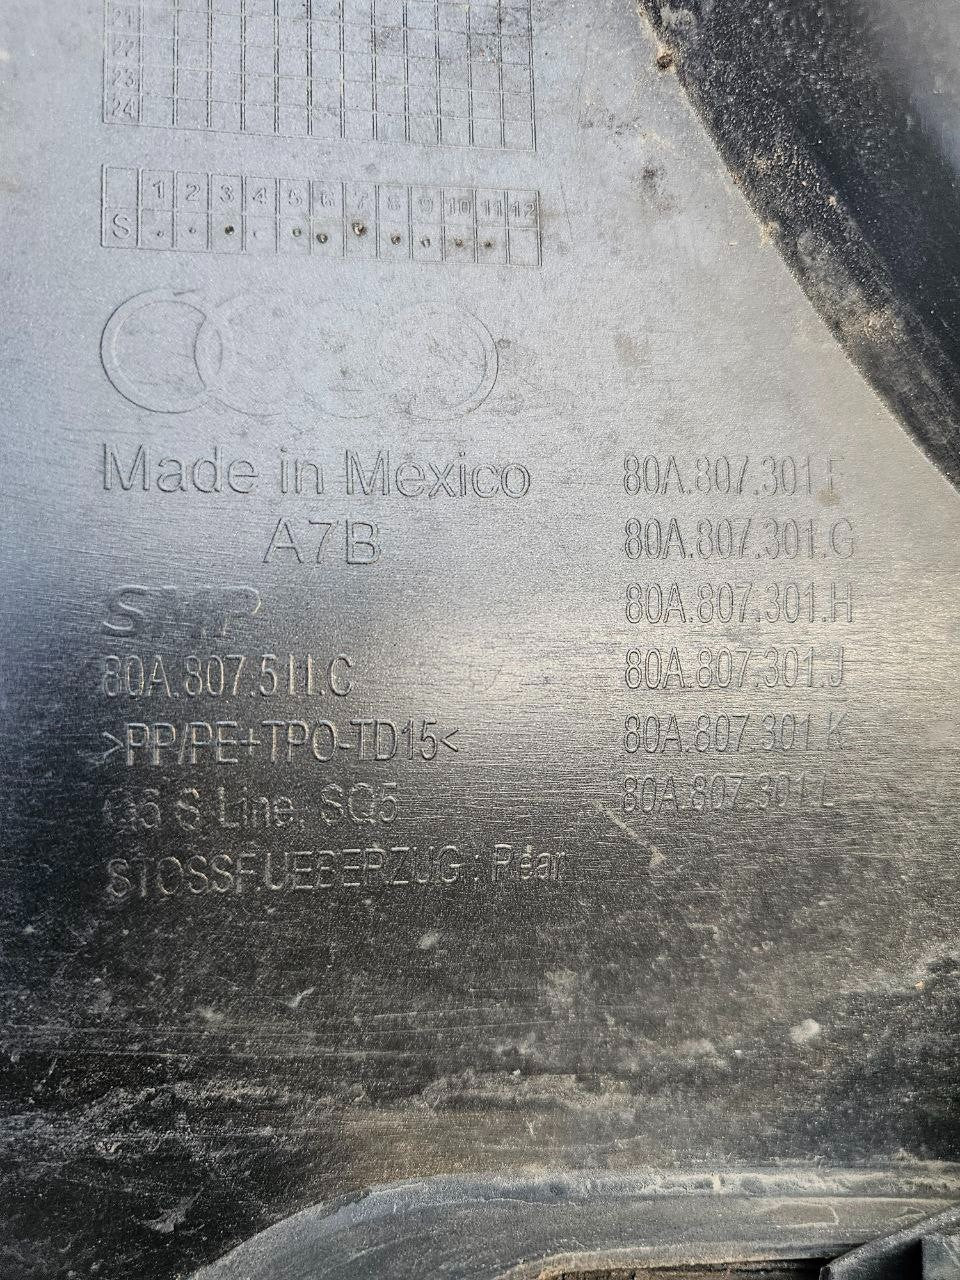 21
22
23
24
1 2 3 4 5 6 7 8 9 10 11 12
S
Made in Mexico
A7B
SMP
80A.807.511.C
>PP/PE+TPO-TD15<
Q5 S Line, SQ5
STOSSF.UEBERZUG : Rear
80A.807.301.F
80A.807.301.G
80A.807.301.H
80A.807.301.J
80A.807.301.K
80A.807.301.L